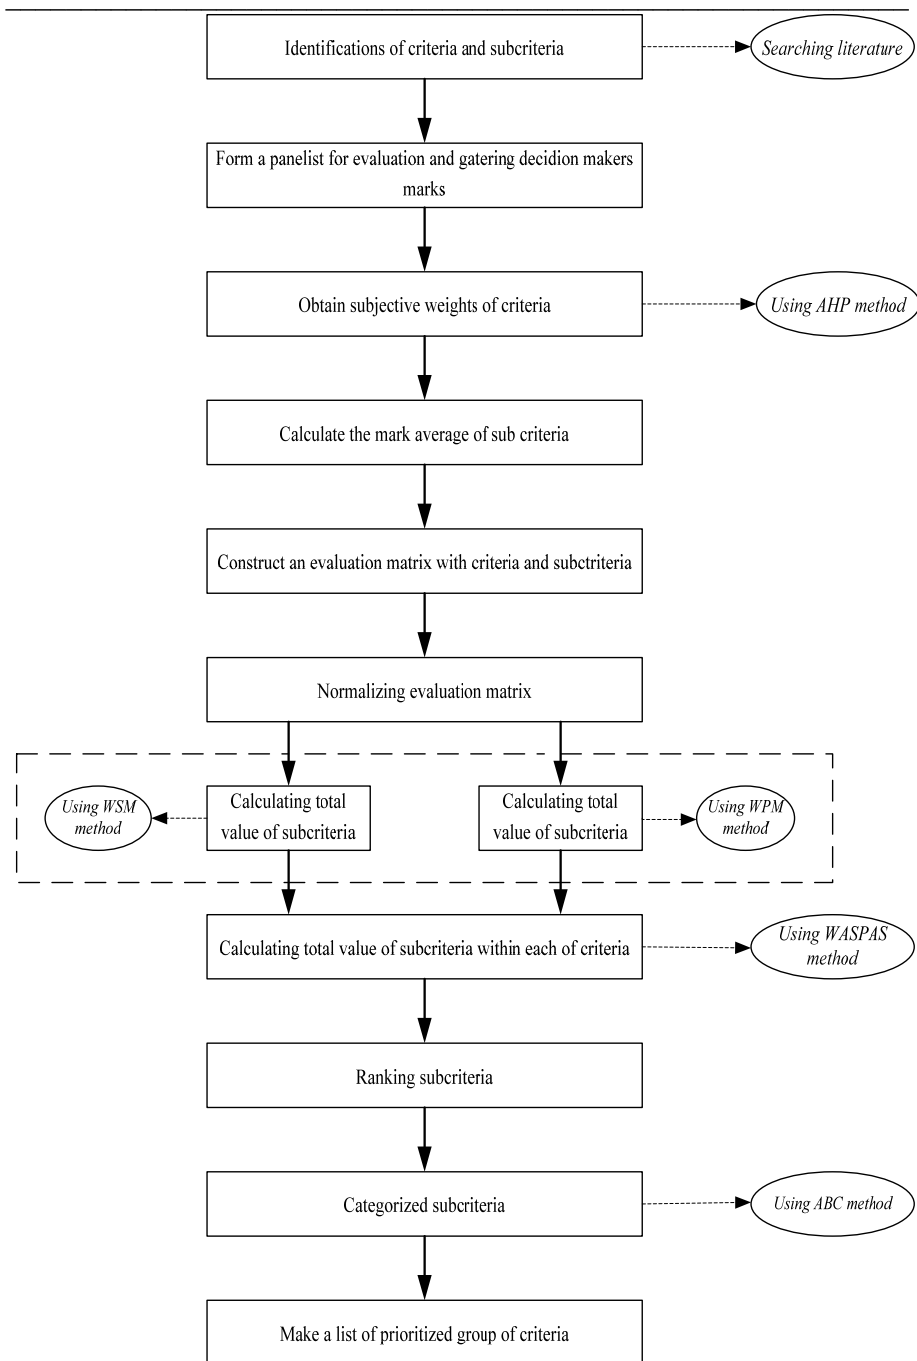 Identifications of criteria and subcriteria
Searching literature
Form a panelist for evaluation and gatering decidion makers
marks
Obtain subjective weights of criteria
Using AHP method
Calculate the mark average of sub criteria
Construct an evaluation matrix with criteria and subctriteria
Normalizing evaluation matrix
Using WSM
method
Calculating total
value of subcriteria
Calculating total
value of subcriteria
Using WPM
method
Calculating total value of subcriteria within each of criteria
Using WASPAS
method
Ranking subcriteria
Categorized subcriteria
Using ABC method
Make a list of prioritized group of criteria